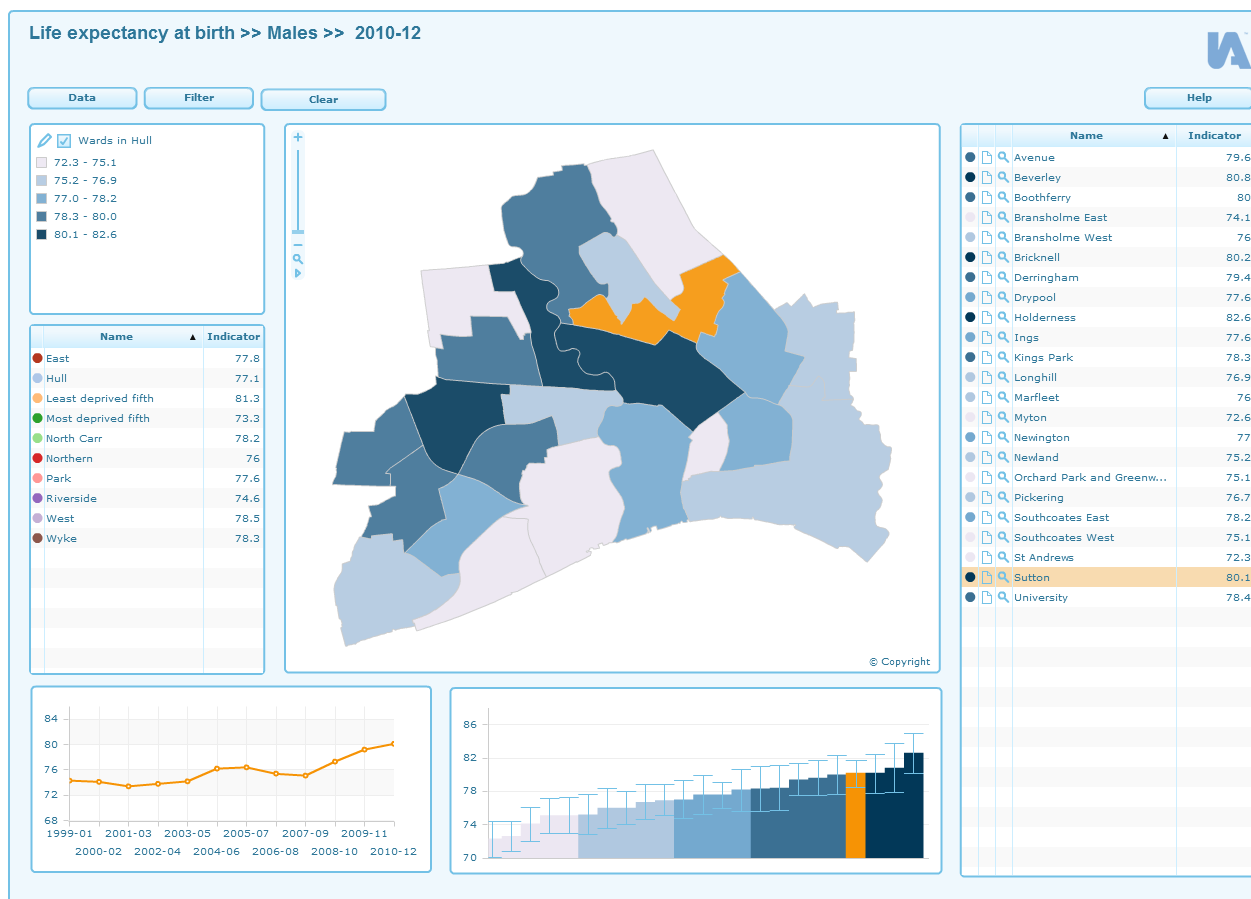 Life expectancy at birth >> Males >> 2010-12
IA
Data
Filter
Clear
Help
Wards in Hull
72.3 - 75.1
75.2 - 76.9
77.0 - 78.2
78.3 - 80.0
80.1 - 82.6
Name ▲ Indicator
East 77.8
Hull 77.1
Least deprived fifth 81.3
Most deprived fifth 73.3
North Carr 78.2
Northern 76
Park 77.6
Riverside 74.6
West 78.5
Wyke 78.3
© Copyright
Name ▲ Indicator
Avenue 79.6
Beverley 80.8
Boothferry 80
Bransholme East 74.1
Bransholme West 76
Bricknell 80.2
Derringham 79.4
Drypool 77.6
Holderness 82.6
Ings 77.6
Kings Park 78.3
Longhill 76.9
Marfleet 76
Myton 72.6
Newington 77
Newland 75.2
Orchard Park and Greenw... 75.1
Pickering 76.7
Southcoates East 78.2
Southcoates West 75.1
St Andrews 72.3
Sutton 80.1
University 78.4
84
80
76
72
68
1999-01 2001-03 2003-05 2005-07 2007-09 2009-11
2000-02 2002-04 2004-06 2006-08 2008-10 2010-12
86
82
78
74
70